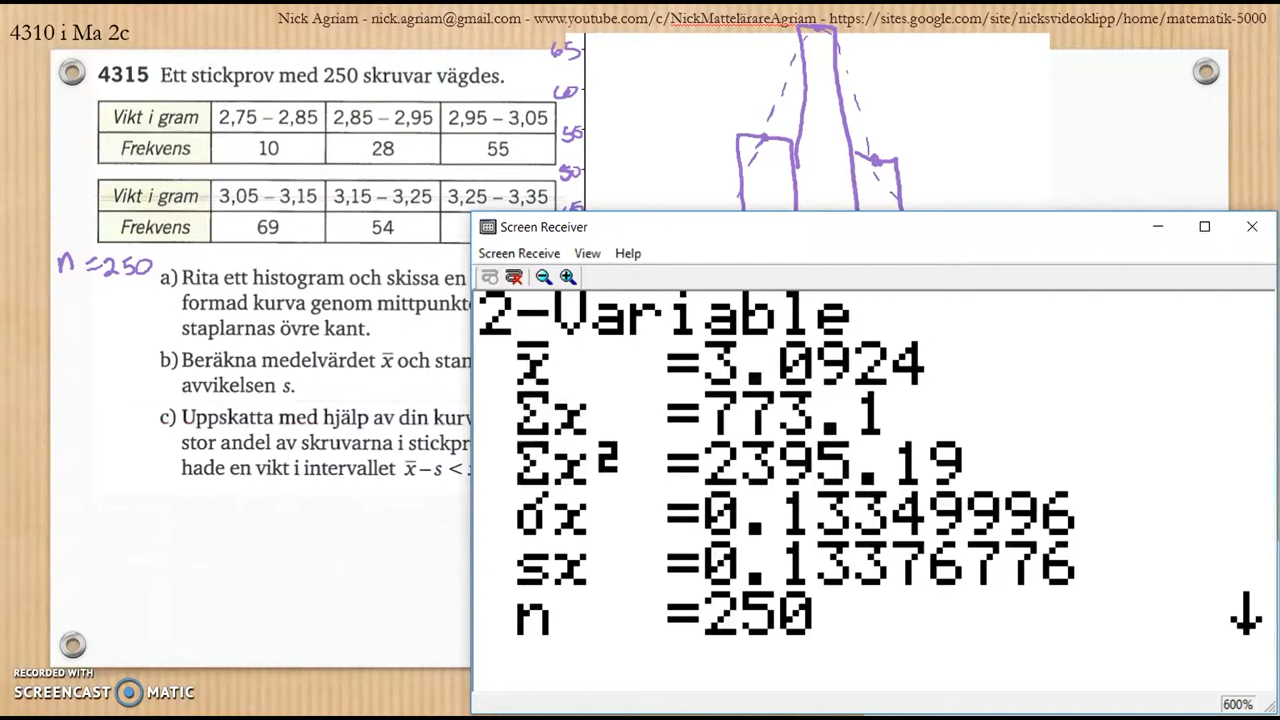 Nick Agriam - nick.agriam@gmail.com - www.youtube.com/c/NickMattelärareAgriam - https://sites.google.com/site/nicksvideoklipp/home/matematik-5000
4310 i Ma 2c
4315 Ett stickprov med 250 skruvar vägdes.
Vikt i gram 2,75 – 2,85 2,85 – 2,95 2,95 – 3,05
Frekvens 10 28 55
Vikt i gram 3,05 – 3,15 3,15 – 3,25 3,25 – 3,35
Frekvens 69 54
n = 250
a) Rita ett histogram och skissa en
formad kurva genom mittpunkt
staplarnas övre kant.
b) Beräkna medelvärdet x̄ och stan
avvikelsen s.
c) Uppskatta med hjälp av din kurv
stor andel av skruvarna i stickpr
hade en vikt i intervallet x̄ – s <
65
60
55
50
Screen Receiver
Screen Receive View Help
2-Variable
x̄ =3.0924
Σx =773.1
Σx² =2395.19
σx =0.13349996
sx =0.13376776
n =250
600%
RECORDED WITH
SCREENCAST MATIC